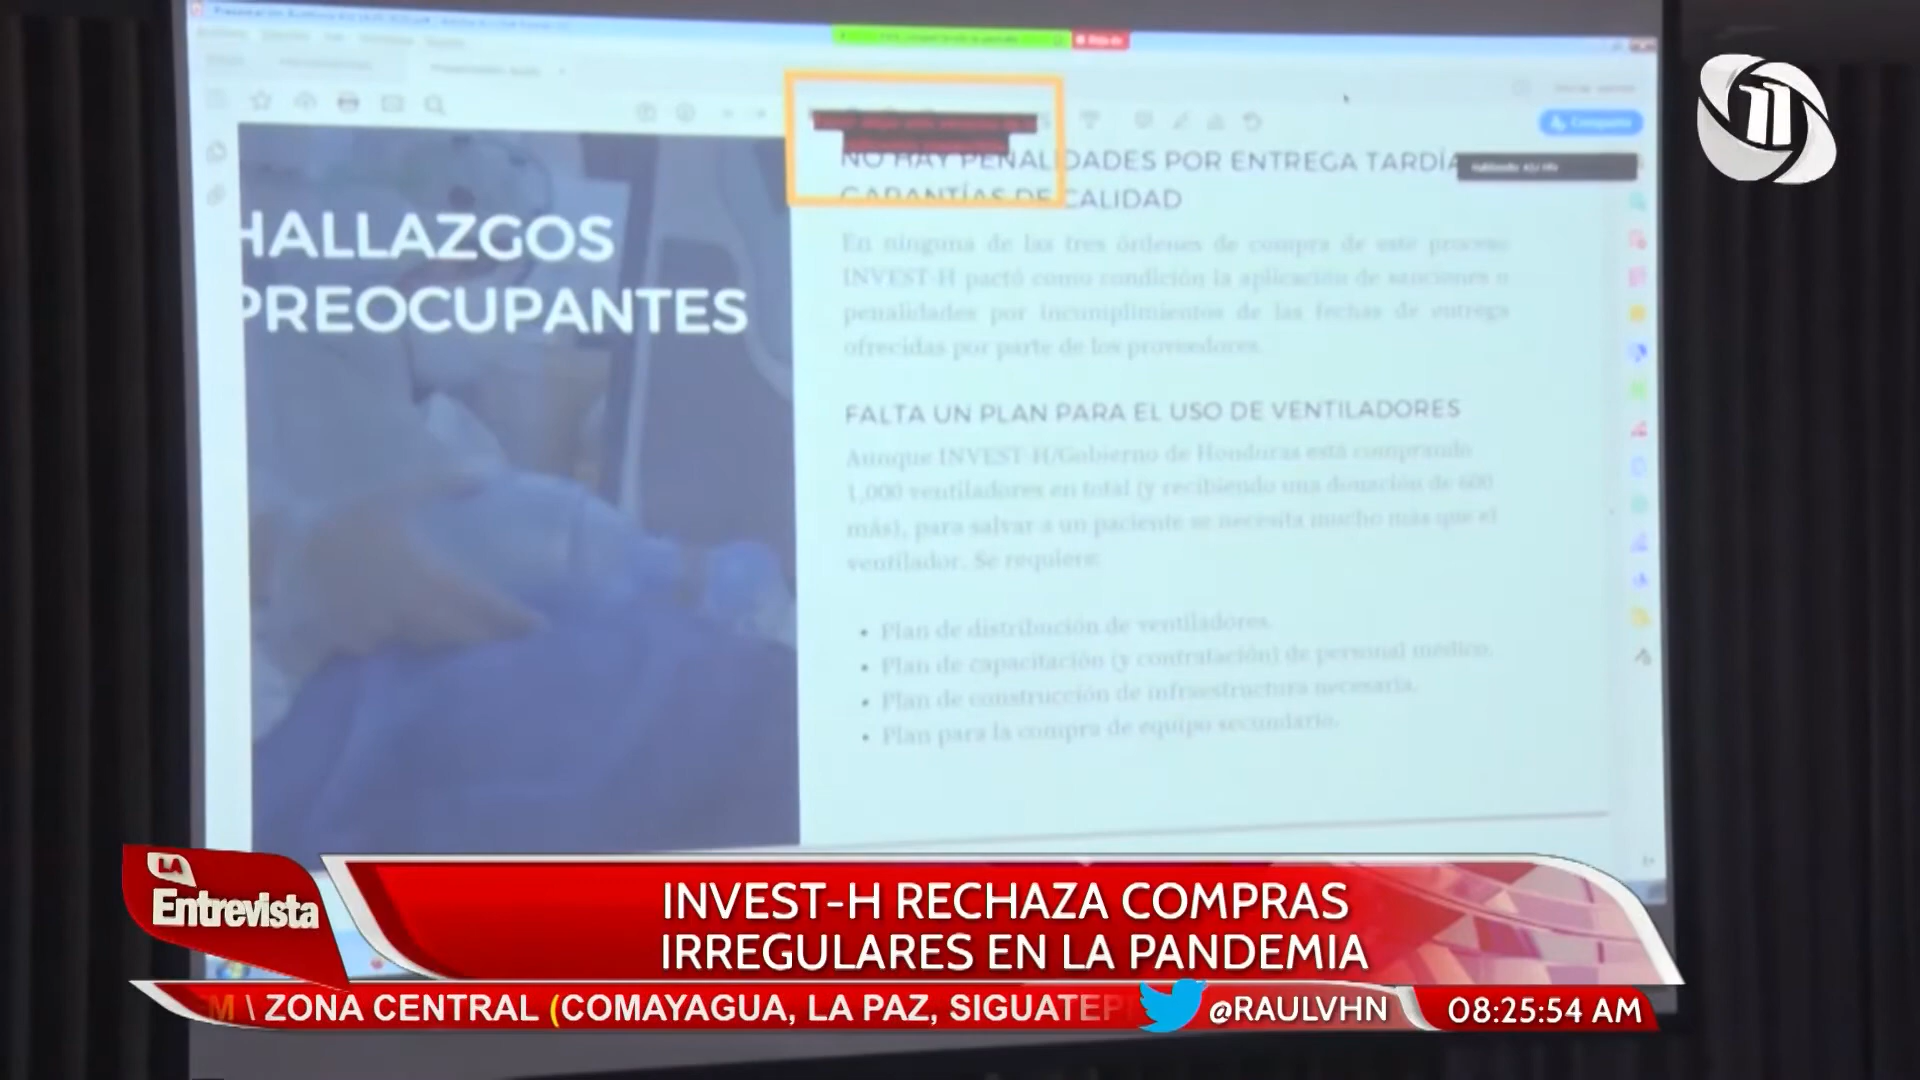 11
NO HAY PENALIDADES POR ENTREGA TARDÍA
GARANTÍAS DE CALIDAD
HALLAZGOS
PREOCUPANTES
En ninguna de las tres órdenes de compra de este proceso
INVEST-H pactó como condición la aplicación de sanciones o
penalidades por incumplimientos de las fechas de entrega
ofrecidas por parte de los proveedores.
FALTA UN PLAN PARA EL USO DE VENTILADORES
Aunque INVEST-H/Gobierno de Honduras está comprando
1,000 ventiladores en total (y recibiendo una donación de 600
más), para salvar a un paciente se necesita mucho más que el
ventilador. Se requiere:
• Plan de distribución de ventiladores.
• Plan de capacitación (y contratación) de personal médico.
• Plan de construcción de infraestructura necesaria.
• Plan para la compra de equipo secundario.
LA
Entrevista
INVEST-H RECHAZA COMPRAS
IRREGULARES EN LA PANDEMIA
M \ ZONA CENTRAL (COMAYAGUA, LA PAZ, SIGUATEP
@RAULVHN
08:25:54 AM